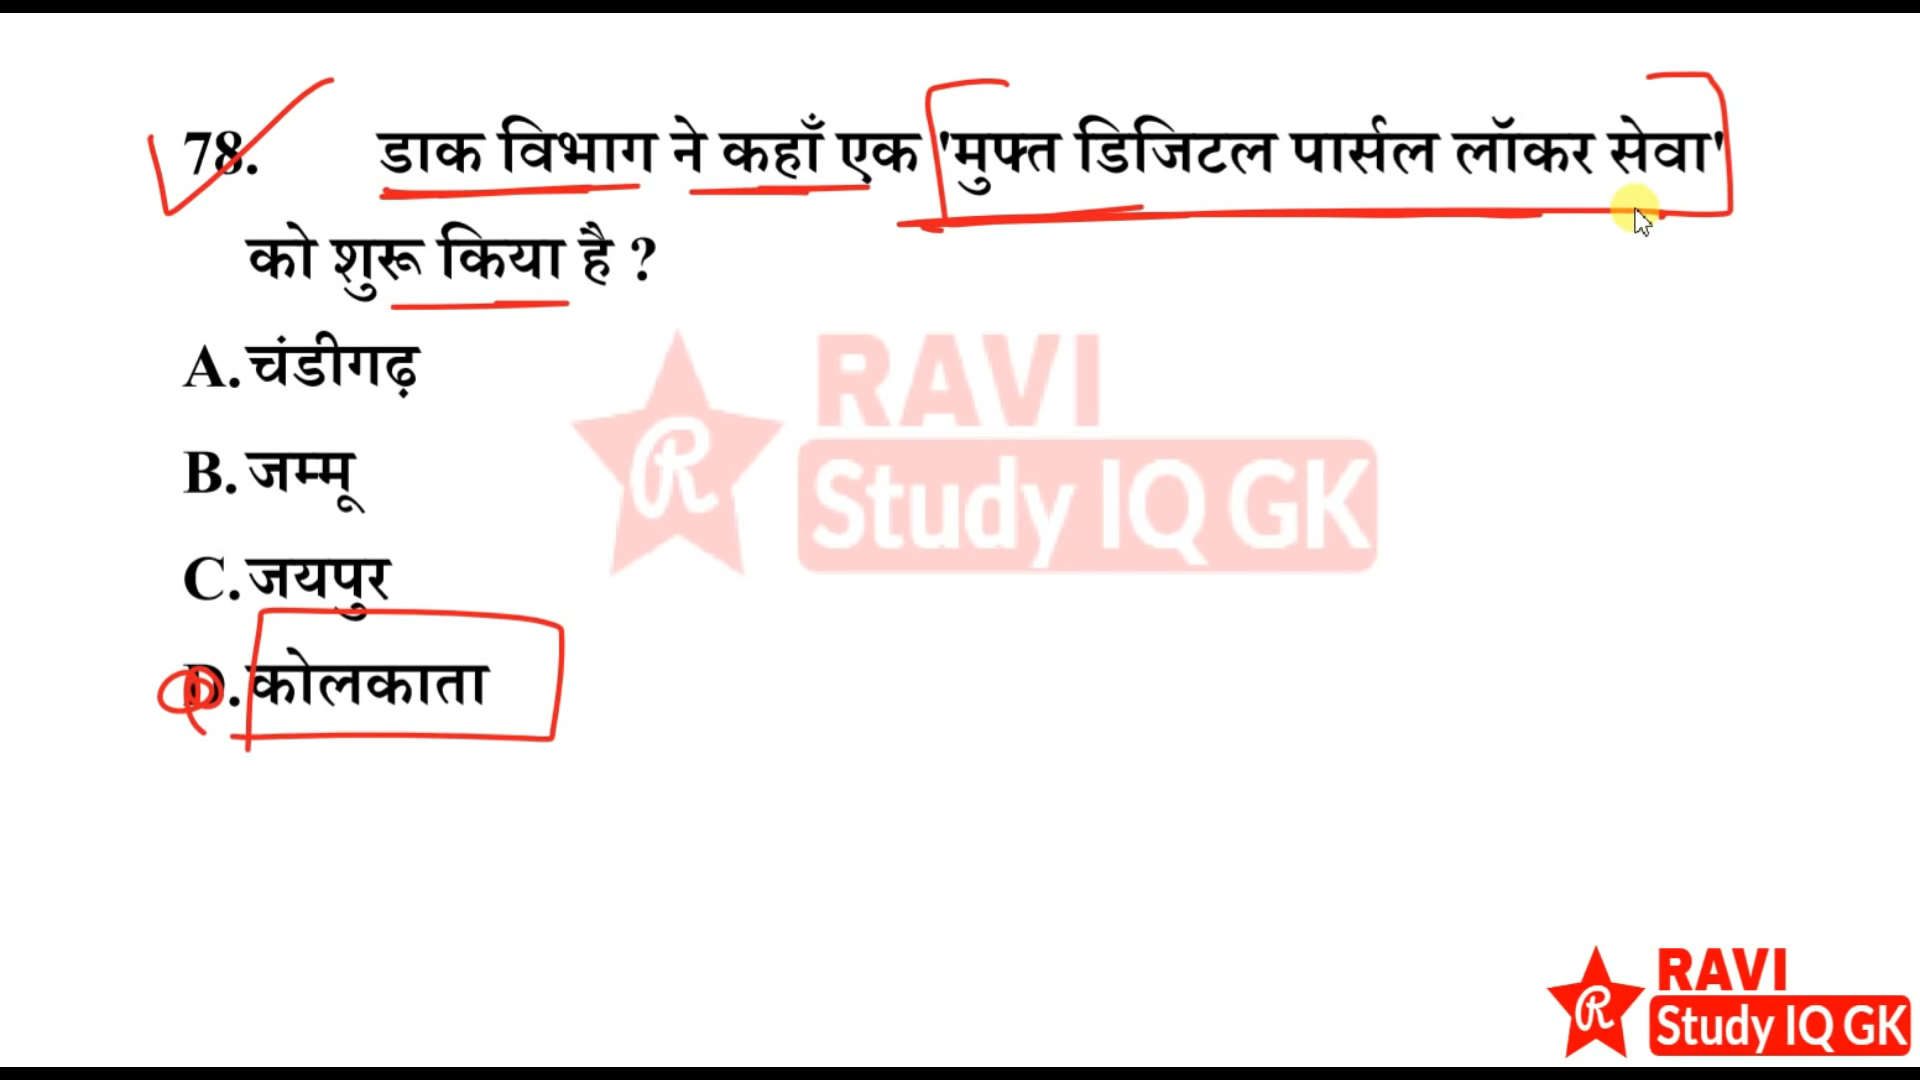 78. डाक विभाग ने कहाँ एक 'मुफ्त डिजिटल पार्सल लॉकर सेवा'
को शुरू किया है ?
A. चंडीगढ़
B. जम्मू
C. जयपुर
D. कोलकाता
RAVI
Study IQ GK
R
RAVI
Study IQ GK
R